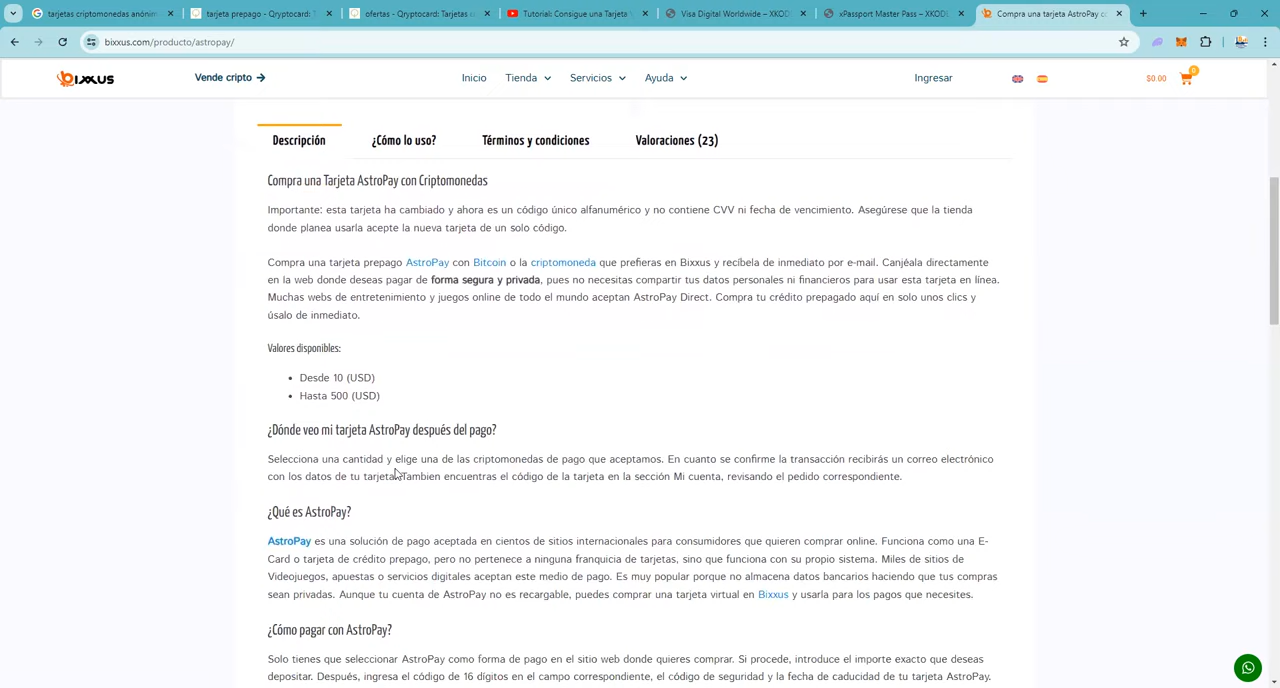 tarjetas criptomonedas anónim
tarjeta prepago - Qryptocard: T
ofertas - Qryptocard: Tarjetas c
Tutorial: Consigue una Tarjeta V
Visa Digital Worldwide – XKODE
xPassport Master Pass – XKODE
Compra una tarjeta AstroPay co
bixxus.com/producto/astropay/
BIXXUS
Vende cripto →
Inicio
Tienda
Servicios
Ayuda
Ingresar
$0.00
0
Descripción
¿Cómo lo uso?
Términos y condiciones
Valoraciones (23)
Compra una Tarjeta AstroPay con Criptomonedas
Importante: esta tarjeta ha cambiado y ahora es un código único alfanumérico y no contiene CVV ni fecha de vencimiento. Asegúrese que la tienda
donde planea usarla acepte la nueva tarjeta de un solo código.
Compra una tarjeta prepago AstroPay con Bitcoin o la criptomoneda que prefieras en Bixxus y recíbela de inmediato por e-mail. Canjéala directamente
en la web donde deseas pagar de forma segura y privada, pues no necesitas compartir tus datos personales ni financieros para usar esta tarjeta en línea.
Muchas webs de entretenimiento y juegos online de todo el mundo aceptan AstroPay Direct. Compra tu crédito prepagado aquí en solo unos clics y
úsalo de inmediato.
Valores disponibles:
• Desde 10 (USD)
• Hasta 500 (USD)
¿Dónde veo mi tarjeta AstroPay después del pago?
Selecciona una cantidad y elige una de las criptomonedas de pago que aceptamos. En cuanto se confirme la transacción recibirás un correo electrónico
con los datos de tu tarjeta. Tambien encuentras el código de la tarjeta en la sección Mi cuenta, revisando el pedido correspondiente.
¿Qué es AstroPay?
AstroPay es una solución de pago aceptada en cientos de sitios internacionales para consumidores que quieren comprar online. Funciona como una E-
Card o tarjeta de crédito prepago, pero no pertenece a ninguna franquicia de tarjetas, sino que funciona con su propio sistema. Miles de sitios de
Videojuegos, apuestas o servicios digitales aceptan este medio de pago. Es muy popular porque no almacena datos bancarios haciendo que tus compras
sean privadas. Aunque tu cuenta de AstroPay no es recargable, puedes comprar una tarjeta virtual en Bixxus y usarla para los pagos que necesites.
¿Cómo pagar con AstroPay?
Solo tienes que seleccionar AstroPay como forma de pago en el sitio web donde quieres comprar. Si procede, introduce el importe exacto que deseas
depositar. Después, ingresa el código de 16 dígitos en el campo correspondiente, el código de seguridad y la fecha de caducidad de tu tarjeta AstroPay.